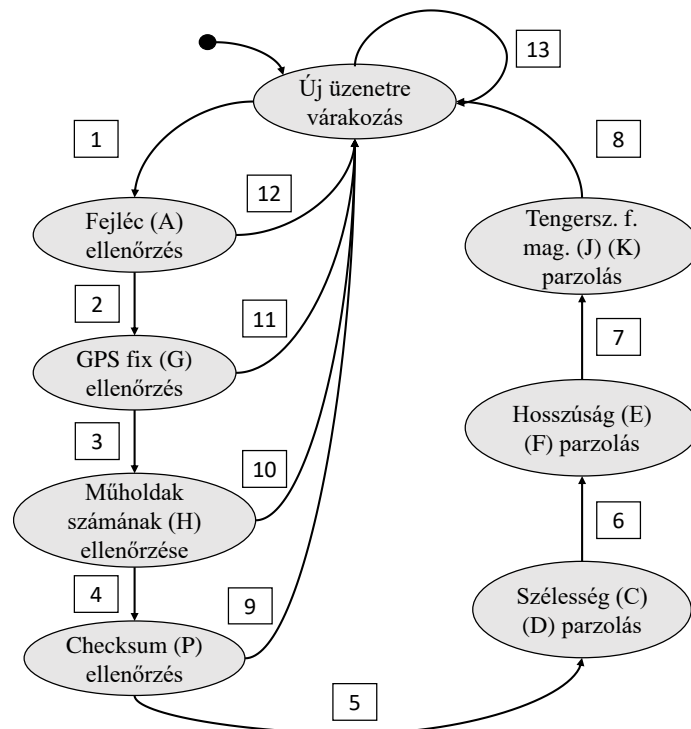 13
Új üzenetre
várakozás
1
8
12
Fejléc (A)
ellenőrzés
Tengersz. f.
mag. (J) (K)
parzolás
2
11
7
GPS fix (G)
ellenőrzés
Hosszúság (E)
(F) parzolás
3
10
Műholdak
számának (H)
ellenőrzése
6
4
9
Szélesség (C)
(D) parzolás
Checksum (P)
ellenőrzés
5